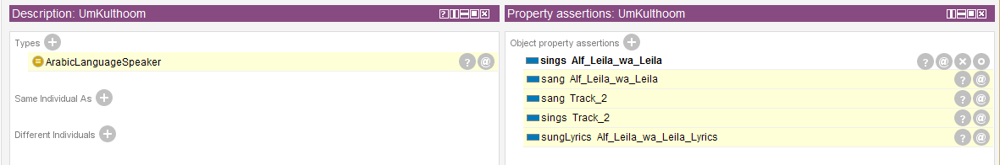 Description: UmKulthoom
Types
ArabicLanguageSpeaker
Same Individual As
Different Individuals
Property assertions: UmKulthoom
Object property assertions
sings Alf_Leila_wa_Leila
sang Alf_Leila_wa_Leila
sang Track_2
sings Track_2
sungLyrics Alf_Leila_wa_Leila_Lyrics